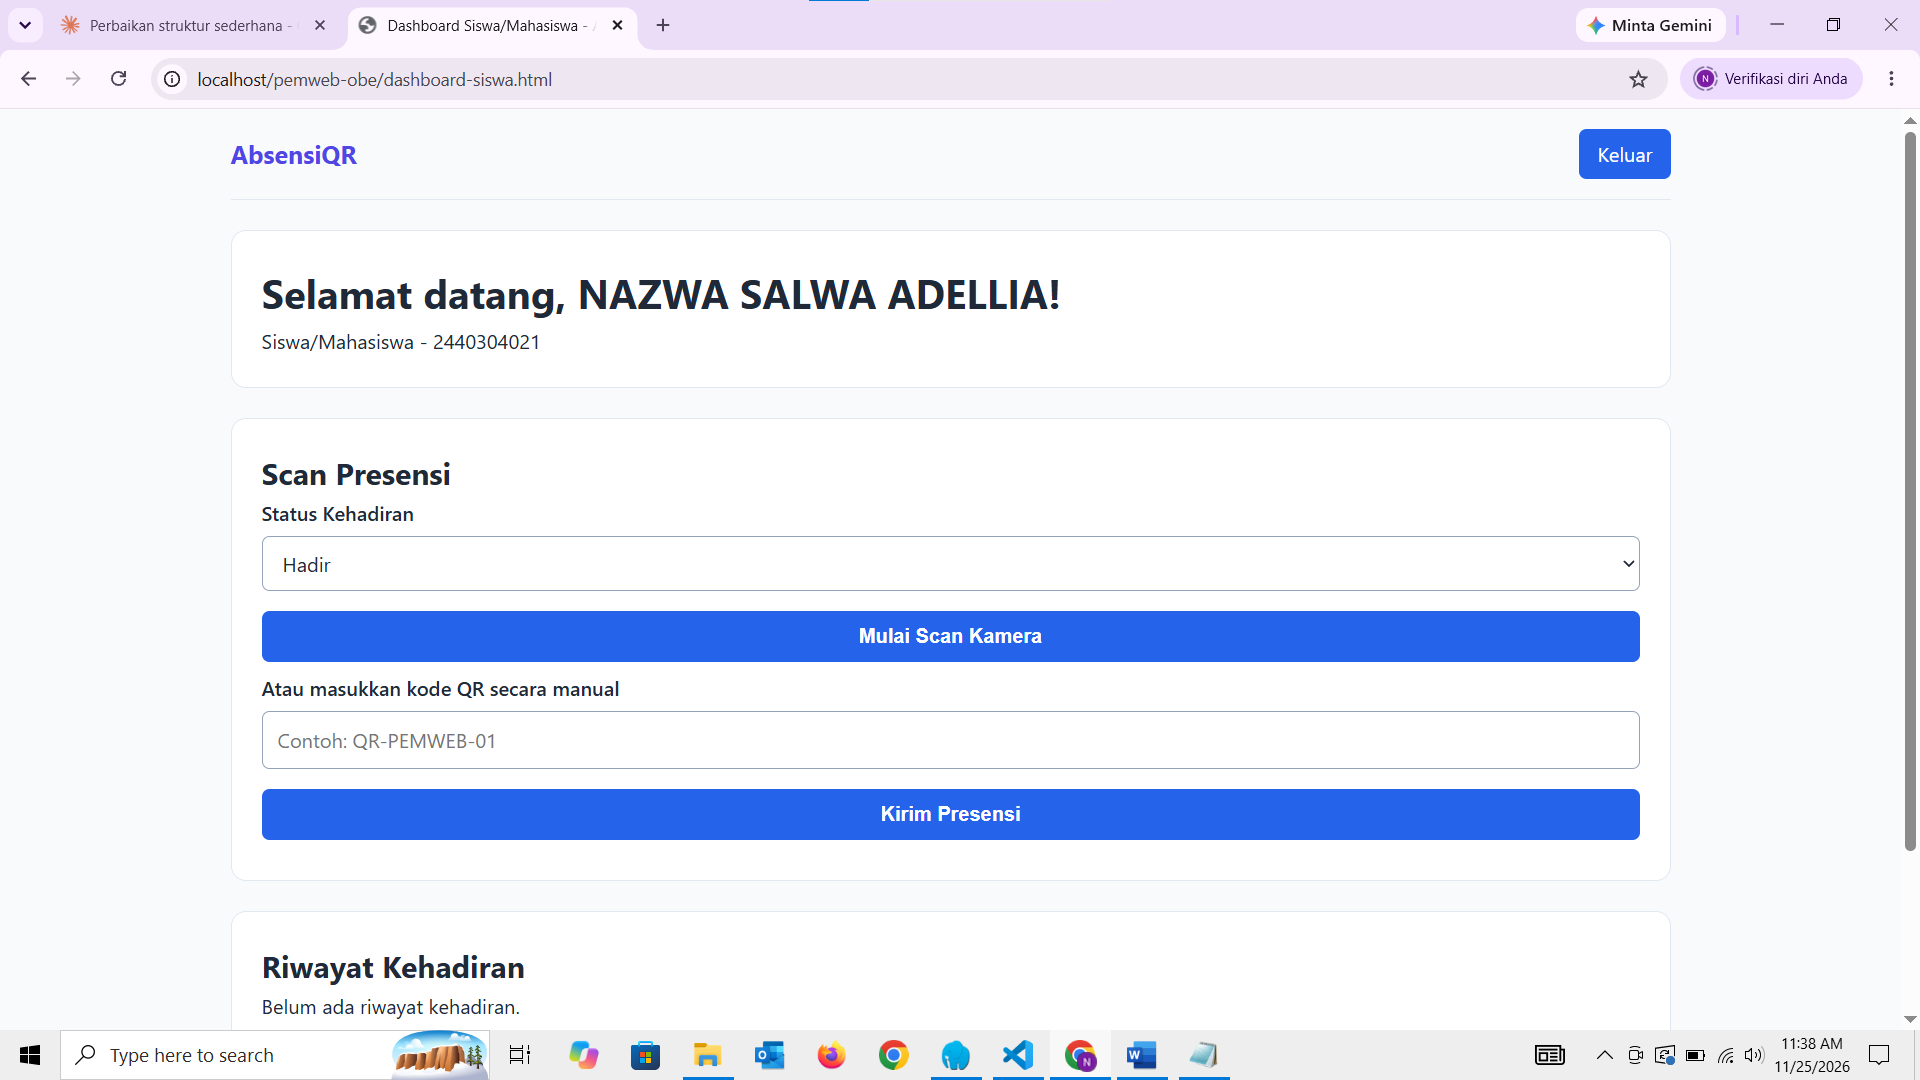 Perbaikan struktur sederhana -
Dashboard Siswa/Mahasiswa - A
Minta Gemini
localhost/pemweb-obe/dashboard-siswa.html
N
Verifikasi diri Anda
AbsensiQR
Keluar
Selamat datang, NAZWA SALWA ADELLIA!
Siswa/Mahasiswa - 2440304021
Scan Presensi
Status Kehadiran
Hadir
Mulai Scan Kamera
Atau masukkan kode QR secara manual
Contoh: QR-PEMWEB-01
Kirim Presensi
Riwayat Kehadiran
Belum ada riwayat kehadiran.
Type here to search
11:38 AM
11/25/2026